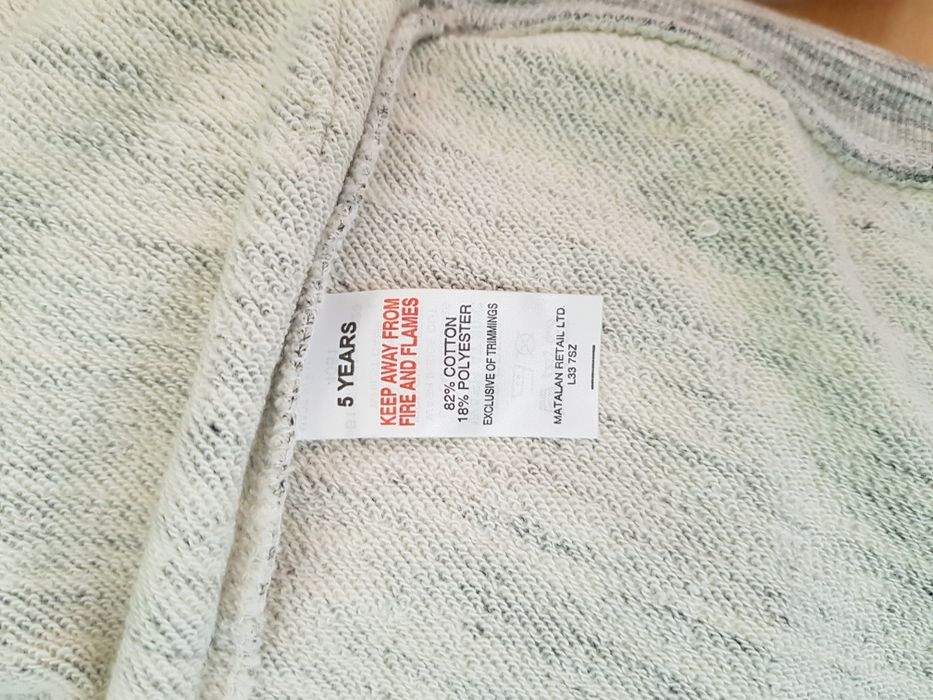 5 YEARS
KEEP AWAY FROM
FIRE AND FLAMES
82% COTTON
18% POLYESTER
EXCLUSIVE OF TRIMMINGS
MATALAN RETAIL LTD.
L33 7SZ